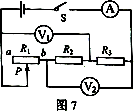 S
A
V₁
a R₁ b R₂ R₃
P
V₂
图 7